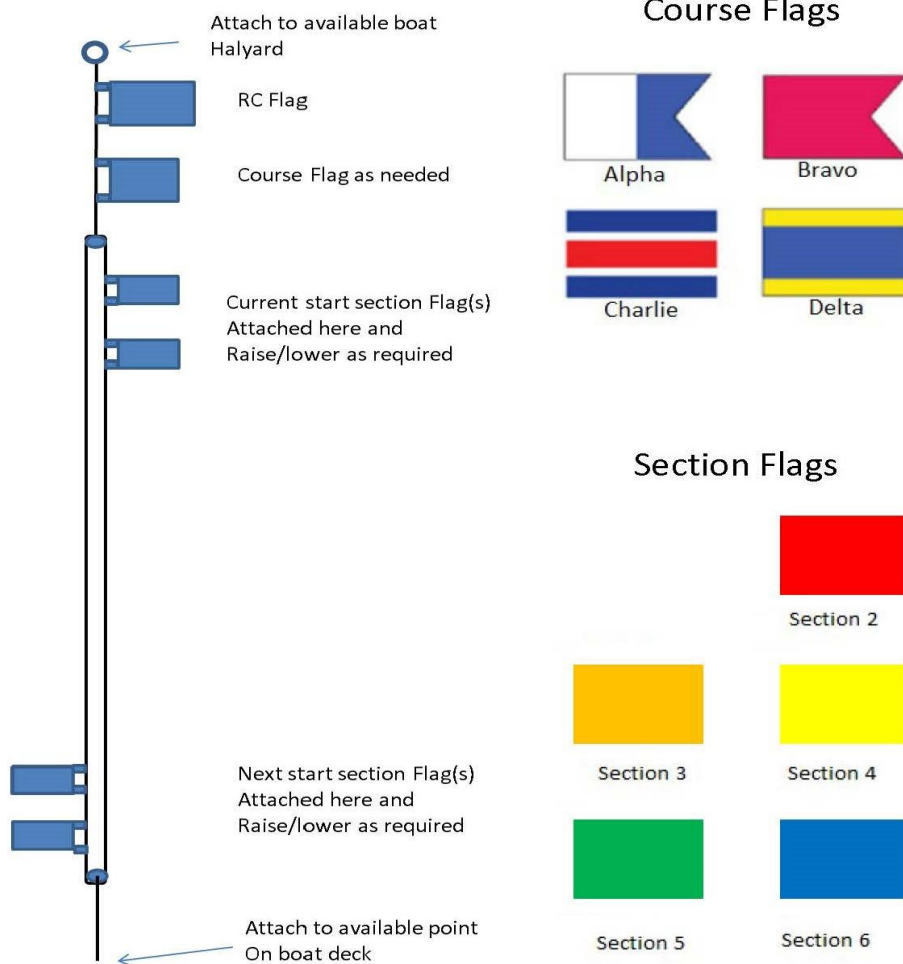 Attach to available boat
Halyard
RC Flag
Course Flag as needed
Current start section Flag(s)
Attached here and
Raise/lower as required
Next start section Flag(s)
Attached here and
Raise/lower as required
Attach to available point
On boat deck
Course Flags
Alpha
Bravo
Charlie
Delta
Section Flags
Section 2
Section 3
Section 4
Section 5
Section 6